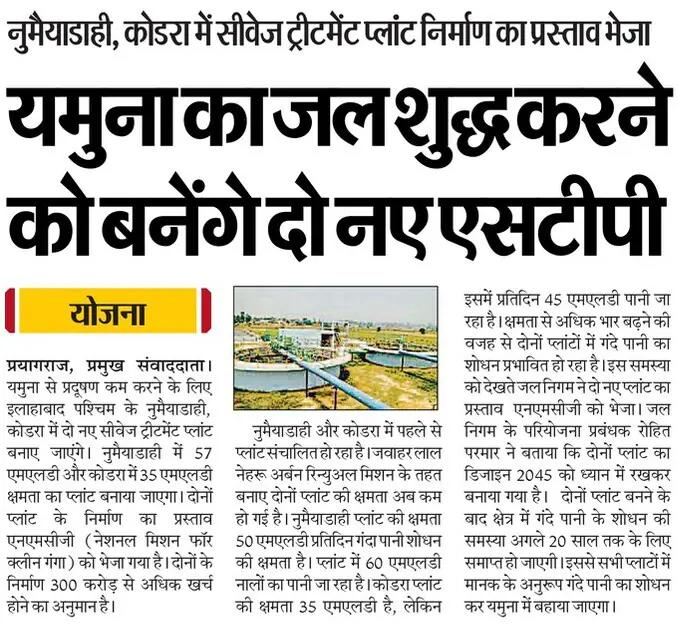 नुमैयाडाही, कोडरा में सीवेज ट्रीटमेंट प्लांट निर्माण का प्रस्ताव भेजा
यमुना का जल शुद्ध करने
को बनेंगे दो नए एसटीपी
योजना
प्रयागराज, प्रमुख संवाददाता।
यमुना से प्रदूषण कम करने के लिए
इलाहाबाद पश्चिम के नुमैयाडाही,
कोडरा में दो नए सीवेज ट्रीटमेंट प्लांट
बनाए जाएंगे। नुमैयाडाही में 57
एमएलडी और कोडरा में 35 एमएलडी
क्षमता का प्लांट बनाया जाएगा। दोनों
प्लांट के निर्माण का प्रस्ताव
एनएमसीजी (नेशनल मिशन फॉर
क्लीन गंगा) को भेजा गया है। दोनों के
निर्माण 300 करोड़ से अधिक खर्च
होने का अनुमान है।
नुमैयाडाही और कोडरा में पहले से
प्लांट संचालित हो रहा है। जवाहर लाल
नेहरू अर्बन रिन्युअल मिशन के तहत
बनाए दोनों प्लांट की क्षमता अब कम
हो गई है। नुमैयाडाही प्लांट की क्षमता
50 एमएलडी प्रतिदिन गंदा पानी शोधन
की क्षमता है। प्लांट में 60 एमएलडी
नालों का पानी जा रहा है। कोडरा प्लांट
की क्षमता 35 एमएलडी है, लेकिन
इसमें प्रतिदिन 45 एमएलडी पानी जा
रहा है। क्षमता से अधिक भार बढ़ने की
वजह से दोनों प्लांटों में गंदे पानी का
शोधन प्रभावित हो रहा है। इस समस्या
को देखते जल निगम ने दो नए प्लांट का
प्रस्ताव एनएमसीजी को भेजा। जल
निगम के परियोजना प्रबंधक रोहित
परमार ने बताया कि दोनों प्लांट का
डिजाइन 2045 को ध्यान में रखकर
बनाया गया है। दोनों प्लांट बनने के
बाद क्षेत्र में गंदे पानी के शोधन की
समस्या अगले 20 साल तक के लिए
समाप्त हो जाएगी। इससे सभी प्लाटों में
मानक के अनुरूप गंदे पानी का शोधन
कर यमुना में बहाया जाएगा।